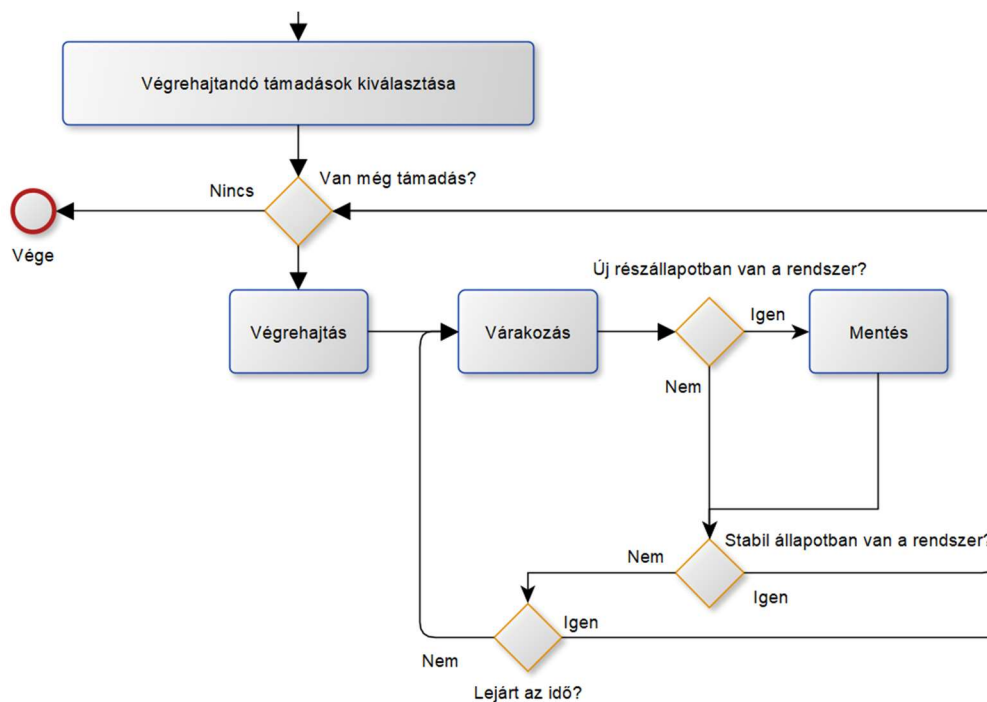 Végrehajtandó támadások kiválasztása
Van még támadás?
Nincs
Vége
Új részállapotban van a rendszer?
Igen
Végrehajtás
Várakozás
Mentés
Nem
Stabil állapotban van a rendszer?
Nem
Igen
Igen
Nem
Lejárt az idő?